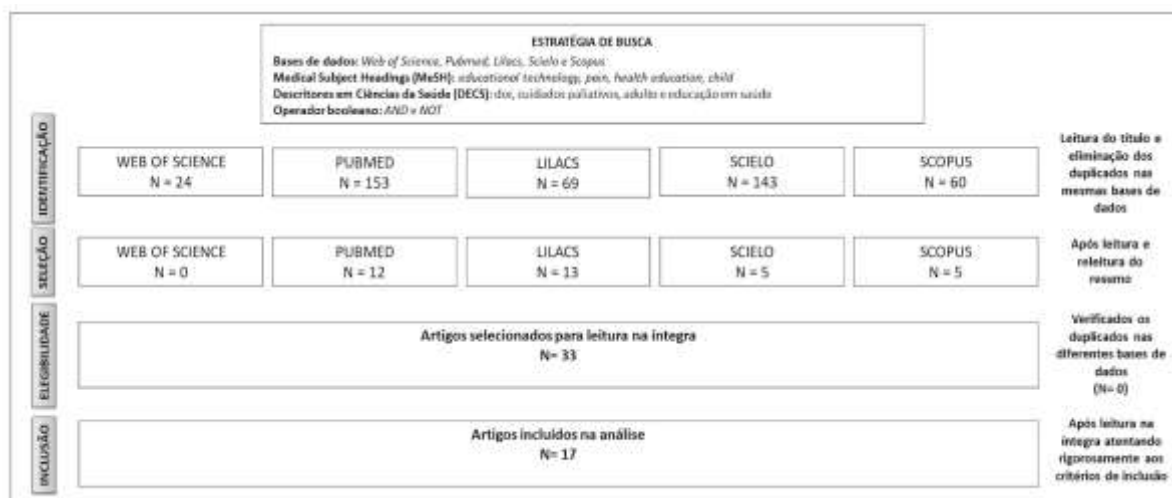 ESTRATÉGIA DE BUSCA
Bases de dados: Web of Science, Pubmed, Lilacs, Scielo e Scopus
Medical Subject Headings (MeSH): educational technology, pain, health education, child
Descritores em Ciências da Saúde (DECS): dor, cuidados paliativos, adulto e educação em saúde
Operador booleano: AND e NOT
IDENTIFICAÇÃO
WEB OF SCIENCE
N = 24
PUBMED
N = 153
LILACS
N = 69
SCIELO
N = 143
SCOPUS
N = 60
Leitura do título e
eliminação dos
duplicados nas
mesmas bases de
dados
SELEÇÃO
WEB OF SCIENCE
N = 0
PUBMED
N = 12
LILACS
N = 13
SCIELO
N = 5
SCOPUS
N = 5
Após leitura e
releitura do
resumo
ELEGIBILIDADE
Artigos selecionados para leitura na íntegra
N= 33
Verificados os
duplicados nas
diferentes bases de
dados
(N= 0)
INCLUSÃO
Artigos incluídos na análise
N= 17
Após leitura na
íntegra atentando
rigorosamente aos
critérios de inclusão